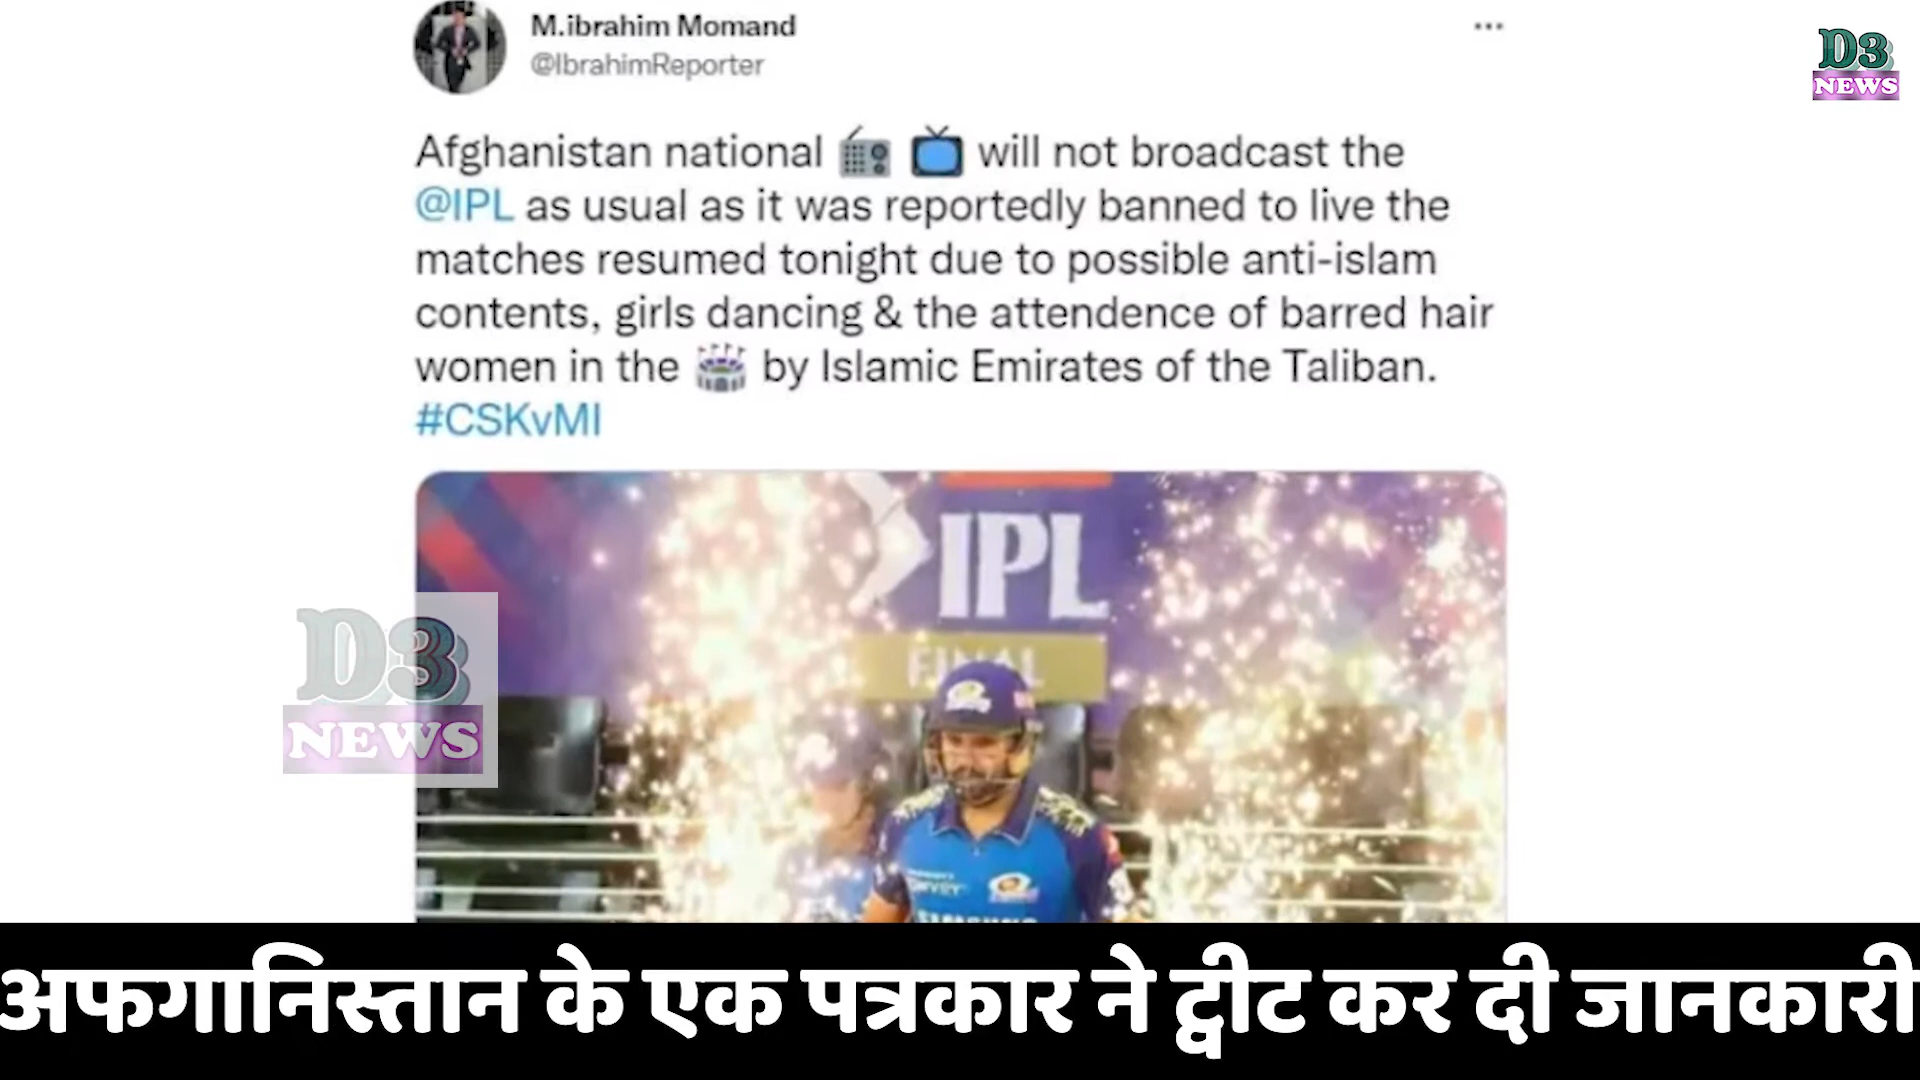 M.ibrahim Momand
@IbrahimReporter
D3
NEWS
Afghanistan national 📻 📺 will not broadcast the
@IPL as usual as it was reportedly banned to live the
matches resumed tonight due to possible anti-islam
contents, girls dancing & the attendence of barred hair
women in the 🏟 by Islamic Emirates of the Taliban.
#CSKvMI
IPL
FINAL
D3
NEWS
अफगानिस्तान के एक पत्रकार ने ट्वीट कर दी जानकारी